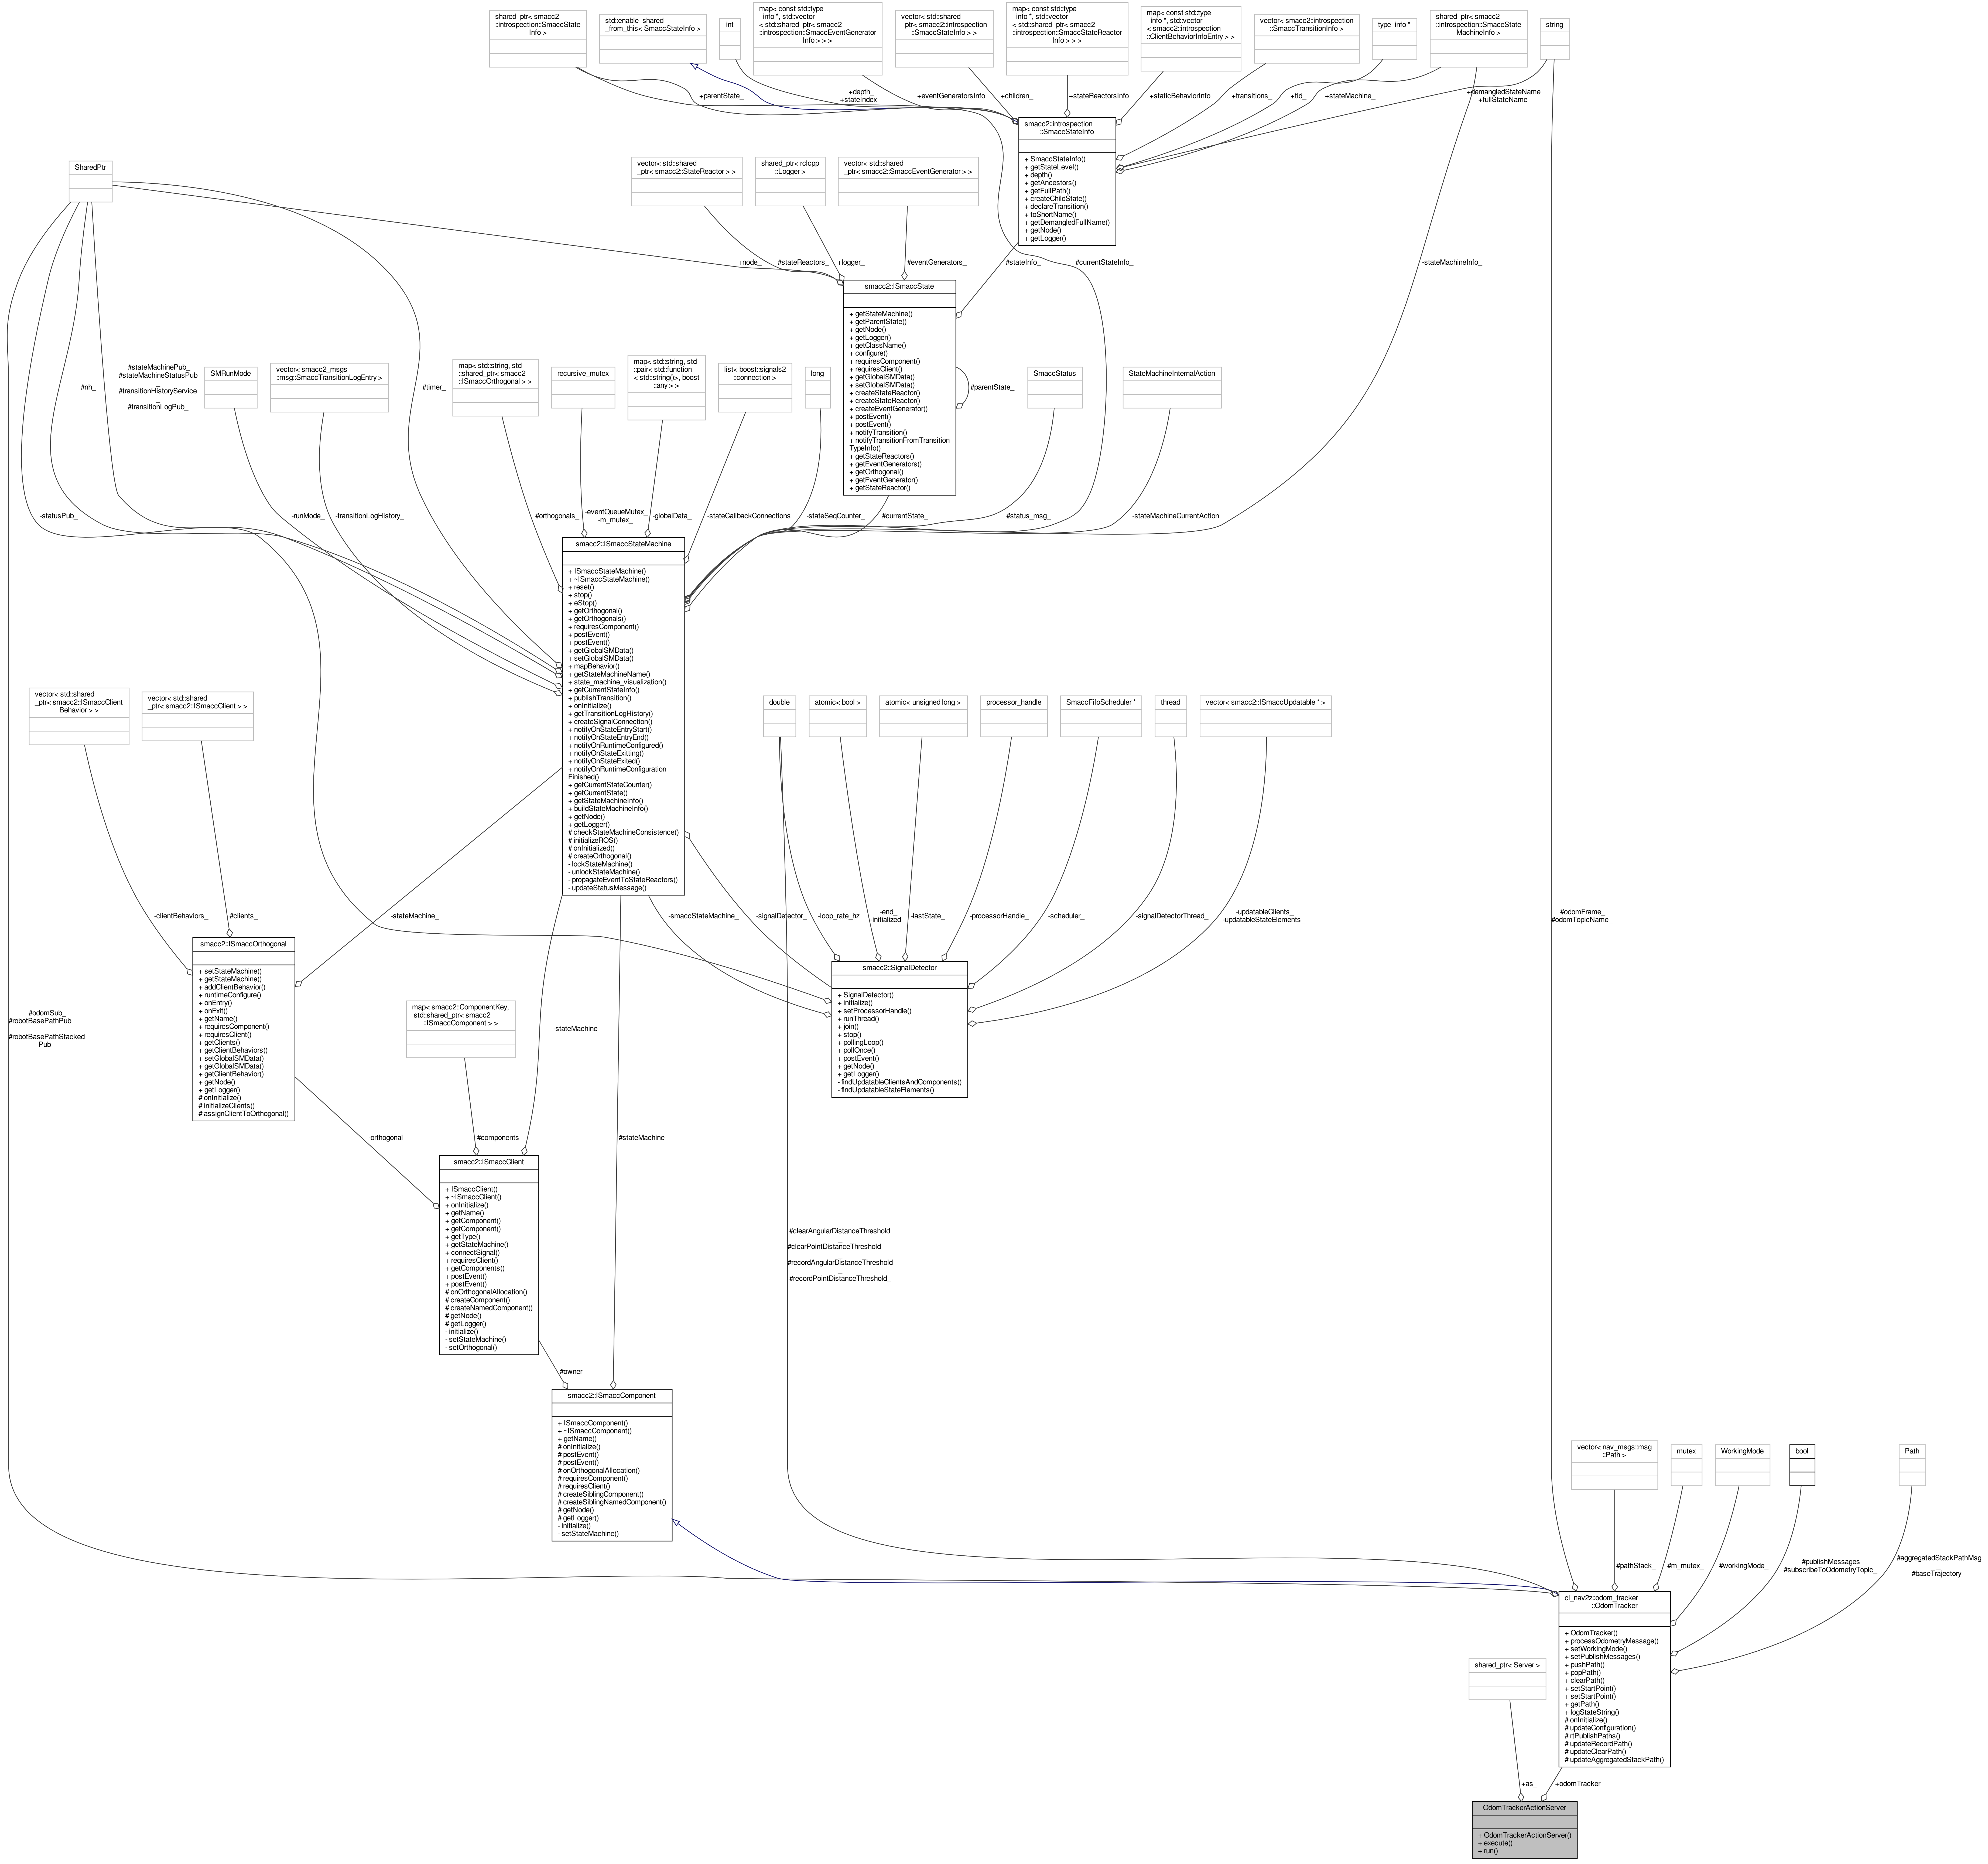 shared_ptr< smacc2
::introspection::SmaccState
Info >
std::enable_shared
_from_this< SmaccStateInfo >
int
map< const std::type
_info *, std::vector
< std::shared_ptr< smacc2
::introspection::SmaccEventGenerator
Info > > >
vector< std::shared
_ptr< smacc2::introspection
::SmaccStateInfo > >
map< const std::type
_info *, std::vector
< std::shared_ptr< smacc2
::introspection::StateReactor
Info > > >
map< const std::type
_info *, std::vector
< smacc2::introspection
::ClientBehaviorInfoEntry > >
vector< smacc2::introspection
::SmaccTransitionInfo >
type_info *
shared_ptr< smacc2
::introspection::SmaccState
MachineInfo >
string
+parentState_
+depth_
+stateIndex_
+eventGeneratorsInfo
+children_
+stateReactorsInfo
+staticBehaviorInfo
+transitions_
+tid_
+stateMachine_
+demangledStateName
+fullStateName
smacc2::introspection
::SmaccStateInfo
+ SmaccStateInfo()
+ getStateLevel()
+ depth()
+ getAncestors()
+ getFullPath()
+ createChildState()
+ declareTransition()
+ toShortName()
+ getDemangledFullName()
+ getNode()
+ getLogger()
SharedPtr
vector< std::shared
_ptr< smacc2::StateReactor > >
shared_ptr< rclcpp
::Logger >
vector< std::shared
_ptr< smacc2::SmaccEventGenerator > >
+node_
#stateReactors_
+logger_
#eventGenerators_
#stateInfo_
#currentStateInfo_
-stateMachineInfo_
smacc2::ISmaccState
+ getStateMachine()
+ getParentState()
+ getNode()
+ getLogger()
+ getClassName()
+ configure()
+ requiresComponent()
+ requiresClient()
+ getGlobalSMData()
+ setGlobalSMData()
+ createStateReactor()
+ createStateReactor()
+ createEventGenerator()
+ postEvent()
+ postEvent()
+ notifyTransition()
+ notifyTransitionFromTransition
TypeInfo()
+ getStateReactors()
+ getEventGenerators()
+ getOrthogonal()
+ getEventGenerator()
+ getStateReactor()
#parentState_
#nh_
#stateMachinePub_
#stateMachineStatusPub
_
#transitionHistoryService
_
#transitionLogPub_
SMRunMode
vector< smacc2_msgs
::msg::SmaccTransitionLogEntry >
#timer_
map< std::string, std
::shared_ptr< smacc2
::ISmaccOrthogonal > >
recursive_mutex
map< std::string, std
::pair< std::function
< std::string()>, boost
::any > >
list< boost::signals2
::connection >
long
SmaccStatus
StateMachineInternalAction
-statusPub_
-runMode_
-transitionLogHistory_
#orthogonals_
-eventQueueMutex_
-m_mutex_
-globalData_
-stateCallbackConnections
-stateSeqCounter_
#currentState_
#status_msg_
-stateMachineCurrentAction
smacc2::ISmaccStateMachine
+ ISmaccStateMachine()
+ ~ISmaccStateMachine()
+ reset()
+ stop()
+ eStop()
+ getOrthogonal()
+ getOrthogonals()
+ requiresComponent()
+ postEvent()
+ postEvent()
+ getGlobalSMData()
+ setGlobalSMData()
+ mapBehavior()
+ getStateMachineName()
+ state_machine_visualization()
+ getCurrentStateInfo()
+ publishTransition()
+ onInitialize()
+ getTransitionLogHistory()
+ createSignalConnection()
+ notifyOnStateEntryStart()
+ notifyOnStateEntryEnd()
+ notifyOnRuntimeConfigured()
+ notifyOnStateExitting()
+ notifyOnStateExited()
+ notifyOnRuntimeConfiguration
Finished()
+ getCurrentStateCounter()
+ getCurrentState()
+ getStateMachineInfo()
+ buildStateMachineInfo()
+ getNode()
+ getLogger()
# checkStateMachineConsistence()
# initializeROS()
# onInitialized()
# createOrthogonal()
- lockStateMachine()
- unlockStateMachine()
- propagateEventToStateReactors()
- updateStatusMessage()
vector< std::shared
_ptr< smacc2::ISmaccClient
Behavior > >
vector< std::shared
_ptr< smacc2::ISmaccClient > >
double
atomic< bool >
atomic< unsigned long >
processor_handle
SmaccFifoScheduler *
thread
vector< smacc2::ISmaccUpdatable * >
-clientBehaviors_
#clients_
-stateMachine_
-smaccStateMachine_
-signalDetector_
-loop_rate_hz
-end_
-initialized_
-lastState_
-processorHandle_
-scheduler_
-signalDetectorThread_
-updatableClients_
-updatableStateElements_
#odomFrame_
#odomTopicName_
smacc2::ISmaccOrthogonal
+ setStateMachine()
+ getStateMachine()
+ addClientBehavior()
+ runtimeConfigure()
+ onEntry()
+ onExit()
+ getName()
+ requiresComponent()
+ requiresClient()
+ getClients()
+ getClientBehaviors()
+ setGlobalSMData()
+ getGlobalSMData()
+ getClientBehavior()
+ getNode()
+ getLogger()
# onInitialize()
# initializeClients()
# assignClientToOrthogonal()
smacc2::SignalDetector
+ SignalDetector()
+ initialize()
+ setProcessorHandle()
+ runThread()
+ join()
+ stop()
+ pollingLoop()
+ pollOnce()
+ postEvent()
+ getNode()
+ getLogger()
- findUpdatableClientsAndComponents()
- findUpdatableStateElements()
#odomSub_
#robotBasePathPub
_
#robotBasePathStacked
Pub_
map< smacc2::ComponentKey,
std::shared_ptr< smacc2
::ISmaccComponent > >
-stateMachine_
-orthogonal_
#components_
#stateMachine_
smacc2::ISmaccClient
+ ISmaccClient()
+ ~ISmaccClient()
+ onInitialize()
+ getName()
+ getComponent()
+ getComponent()
+ getType()
+ getStateMachine()
+ connectSignal()
+ requiresClient()
+ getComponents()
+ postEvent()
+ postEvent()
# onOrthogonalAllocation()
# createComponent()
# createNamedComponent()
# getNode()
# getLogger()
- initialize()
- setStateMachine()
- setOrthogonal()
#clearAngularDistanceThreshold
_
#clearPointDistanceThreshold
_
#recordAngularDistanceThreshold
_
#recordPointDistanceThreshold_
#owner_
smacc2::ISmaccComponent
+ ISmaccComponent()
+ ~ISmaccComponent()
+ getName()
# onInitialize()
# postEvent()
# postEvent()
# onOrthogonalAllocation()
# requiresComponent()
# requiresClient()
# createSiblingComponent()
# createSiblingNamedComponent()
# getNode()
# getLogger()
- initialize()
- setStateMachine()
vector< nav_msgs::msg
::Path >
mutex
WorkingMode
bool
Path
#pathStack_
#m_mutex_
#workingMode_
#publishMessages
#subscribeToOdometryTopic_
#aggregatedStackPathMsg
_
#baseTrajectory_
cl_nav2z::odom_tracker
::OdomTracker
+ OdomTracker()
+ processOdometryMessage()
+ setWorkingMode()
+ setPublishMessages()
+ pushPath()
+ popPath()
+ clearPath()
+ setStartPoint()
+ setStartPoint()
+ getPath()
+ logStateString()
# onInitialize()
# updateConfiguration()
# rtPublishPaths()
# updateRecordPath()
# updateClearPath()
# updateAggregatedStackPath()
shared_ptr< Server >
+as_
+odomTracker
OdomTrackerActionServer
+ OdomTrackerActionServer()
+ execute()
+ run()